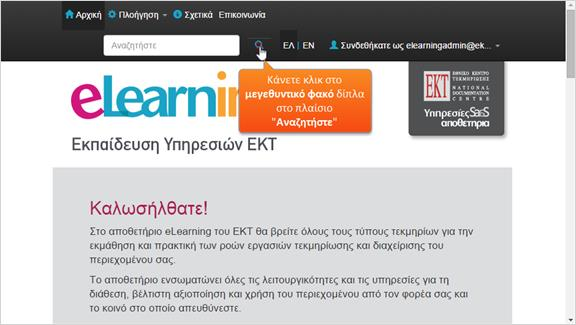 Αρχική Πλοήγηση Σχετικά Επικοινωνία
Αναζητήστε ΕΛ | EN Συνδεθήκατε ως elearningadmin@ek...
Κάνετε κλικ στο
μεγεθυντικό φακό δίπλα
στο πλαίσιο
"Αναζητήστε"
eLearnin
Εκπαίδευση Υπηρεσιών ΕΚΤ
ΕΚΤ
ΕΘΝΙΚΟ ΚΕΝΤΡΟ
ΤΕΚΜΗΡΙΩΣΗΣ
NATIONAL
DOCUMENTATION
CENTRE
Υπηρεσίες SaaS
αποθετήρια
Καλωσήλθατε!
Στο αποθετήριο eLearning του ΕΚΤ θα βρείτε όλους τους τύπους τεκμηρίων για την
εκμάθηση και πρακτική των ροών εργασιών τεκμηρίωσης και διαχείρισης του
περιεχομένου σας.
Το αποθετήριο ενσωματώνει όλες τις λειτουργικότητες και τις υπηρεσίες για τη
διάθεση, βέλτιστη αξιοποίηση και χρήση του περιεχομένου από τον φορέα σας και
το κοινό στο οποίο απευθύνεστε.